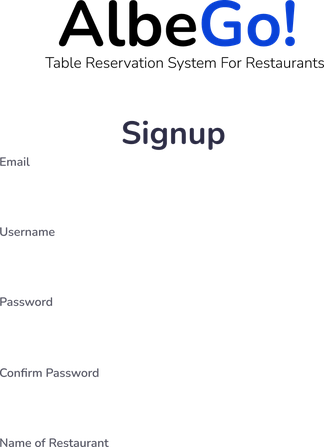 AlbeGo!
Table Reservation System For Restaurants
Signup
Email
Username
Password
Confirm Password
Name of Restaurant